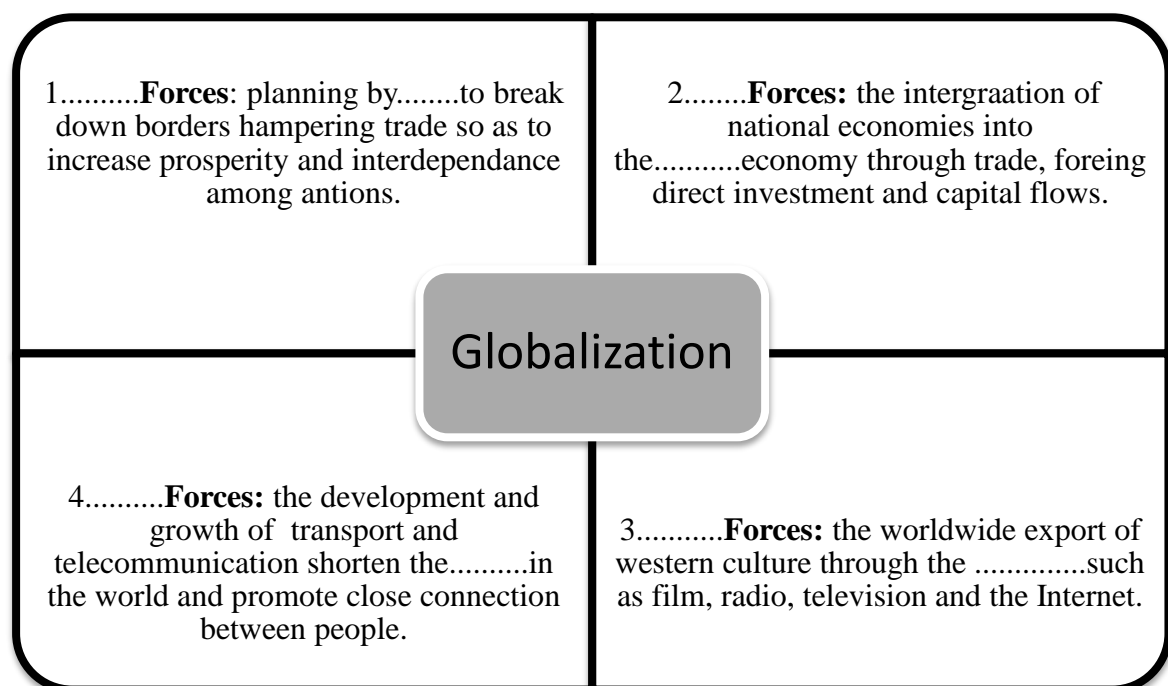 1..........Forces: planning by........to break
down borders hampering trade so as to
increase prosperity and interdependance
among antions.
2........Forces: the intergraation of
national economies into
the...........economy through trade, foreing
direct investment and capital flows.
Globalization
4..........Forces: the development and
growth of  transport and
telecommunication shorten the..........in
the world and promote close connection
between people.
3...........Forces: the worldwide export of
western culture through the ..............such
as film, radio, television and the Internet.